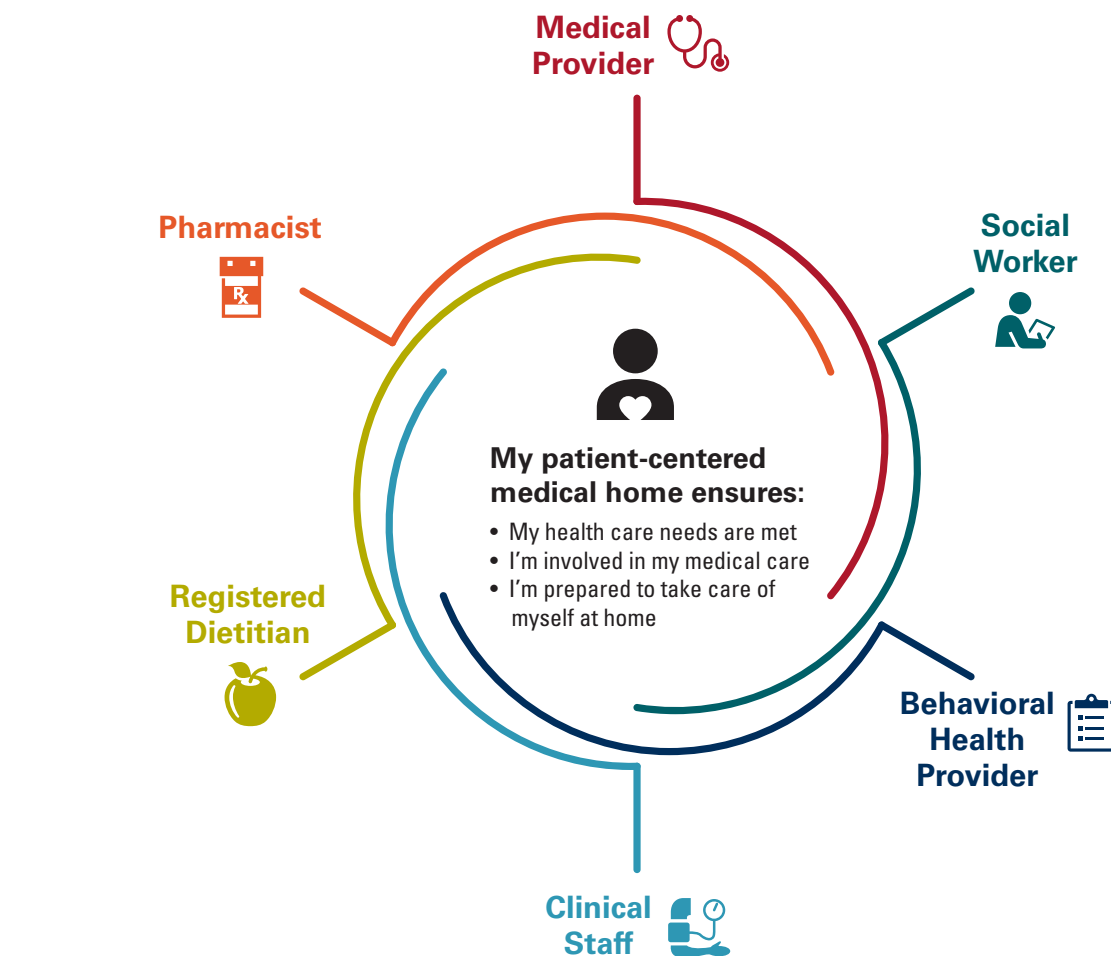 Medical
Provider
Pharmacist
Rx
Social
Worker
My patient-centered
medical home ensures:
• My health care needs are met
• I’m involved in my medical care
• I’m prepared to take care of
myself at home
Registered
Dietitian
Behavioral
Health
Provider
Clinical
Staff